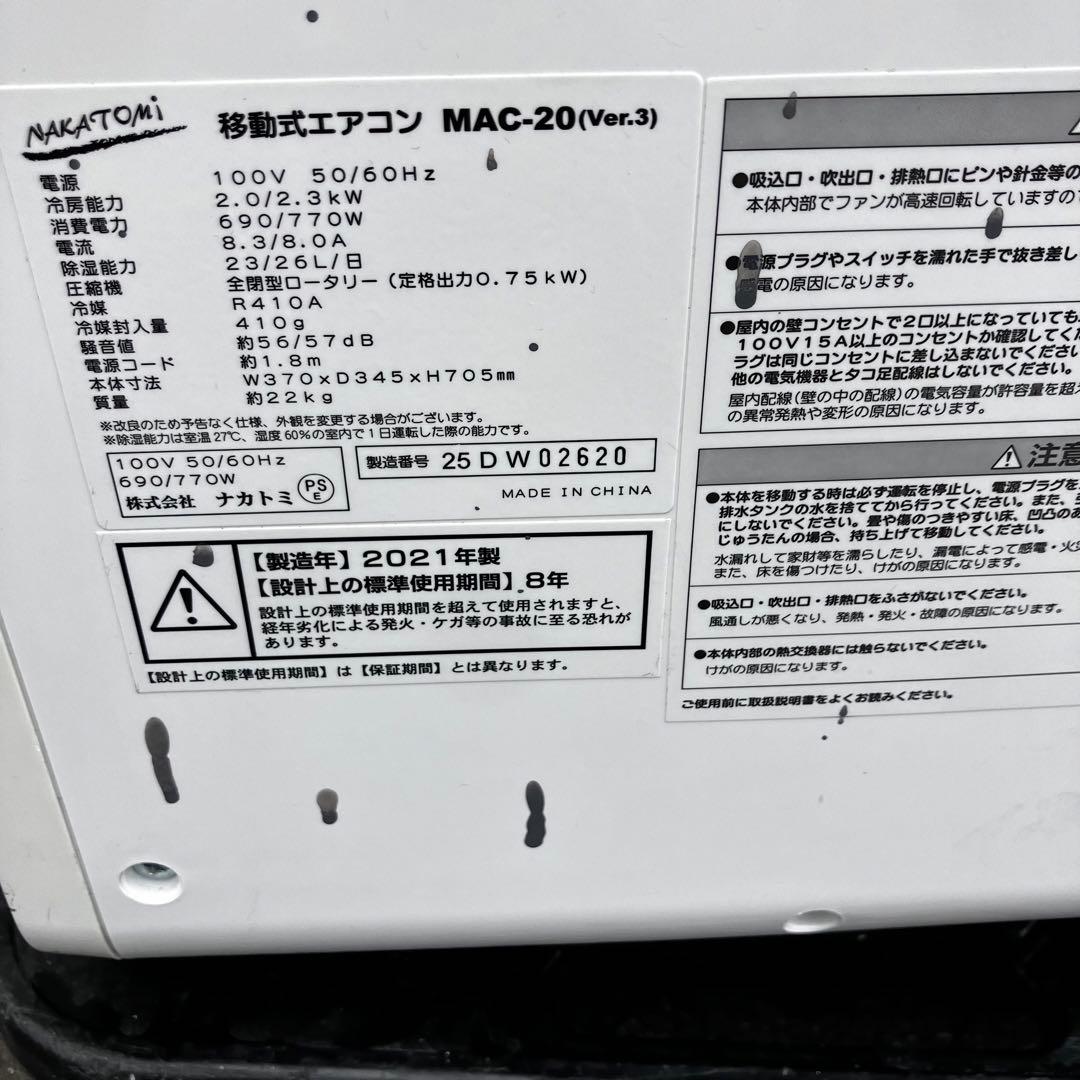 NAKATOMi
移動式エアコン MAC-20(Ver.3)
電源 100V 50/60Hz
冷房能力 2.0/2.3kW
消費電力 690/770W
電流 8.3/8.0A
除湿能力 23/26L/日
圧縮機 全閉型ロータリー(定格出力0.75kW)
冷媒 R410A
冷媒封入量 410g
騒音値 約56/57dB
電源コード 約1.8m
本体寸法 W370xD345xH705mm
質量 約22kg
※改良のため予告なく仕様、外観を変更する場合がございます。
※除湿能力は室温27℃、湿度60%の室内で1日運転した際の能力です。
100V 50/60Hz
690/770W
株式会社 ナカトミ
PS
E
製造番号 25DW02620
MADE IN CHINA
【製造年】2021年製
【設計上の標準使用期間】8年
設計上の標準使用期間を超えて使用されますと、
経年劣化による発火・ケガ等の事故に至る恐れが
あります。
【設計上の標準使用期間】は【保証期間】とは異なります。
●吸込口・吹出口・排熱口にピンや針金等の
本体内部でファンが高速回転していますので
●電源プラグやスイッチを濡れた手で抜き差し
感電の原因になります。
●屋内の壁コンセントで2口以上になっていても
100V15A以上のコンセントか確認してく
ラグは同じコンセントに差し込まないでください
他の電気機器とタコ足配線はしないでください。
屋内配線(壁の中の配線)の電気容量が許容量を超
の異常発熱や変形の原因になります。
注意
●本体を移動する時は必ず運転を停止し、電源プラグを
排水タンクの水を捨ててから行ってください。また、
にしないでください。畳や傷のつきやすい床、凹凸のあ
じゅうたんの場合、持ち上げて移動してください。
水漏れして家財等を濡らしたり、漏電によって感電・火災
また、床を傷つけたり、けがの原因になります。
●吸込口・吹出口・排熱口をふさがないでください。
風通しが悪くなり、発熱・発火・故障の原因になります。
●本体内部の熱交換器には触らないでください。
けがの原因になります。
ご使用前に取扱説明書をよくお読みください。